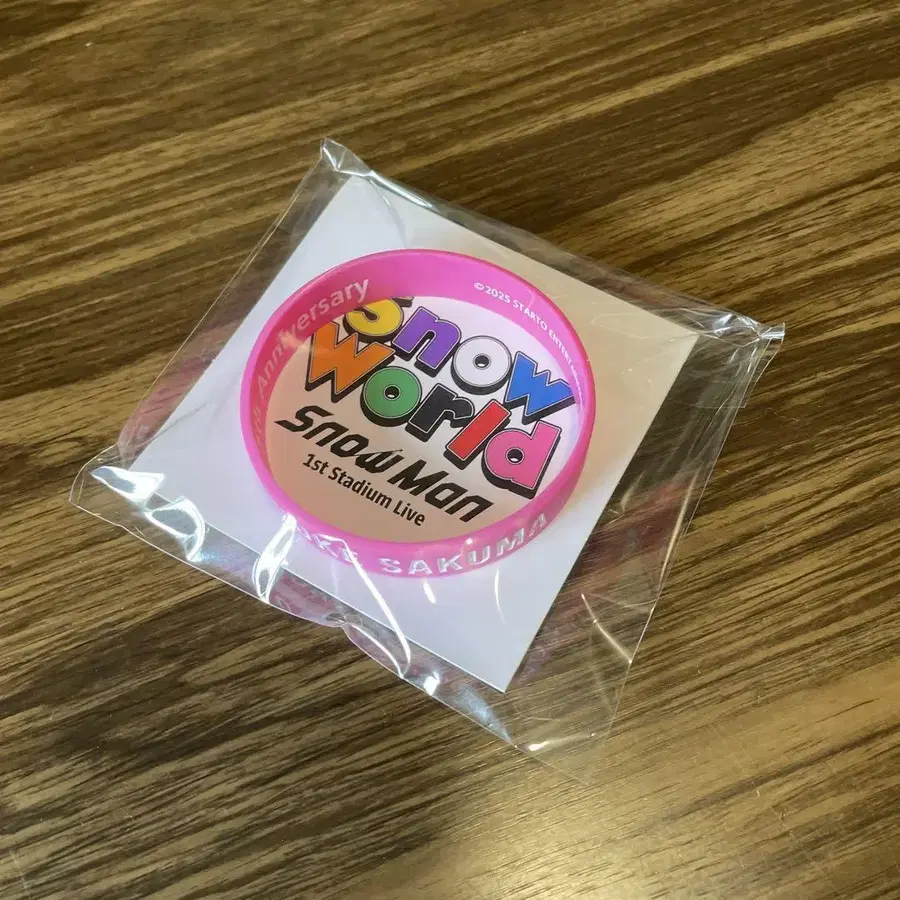 Anniversary
©2025 STARTO
Snow
World
Snow Man
1st Stadium Live
SAKUMA